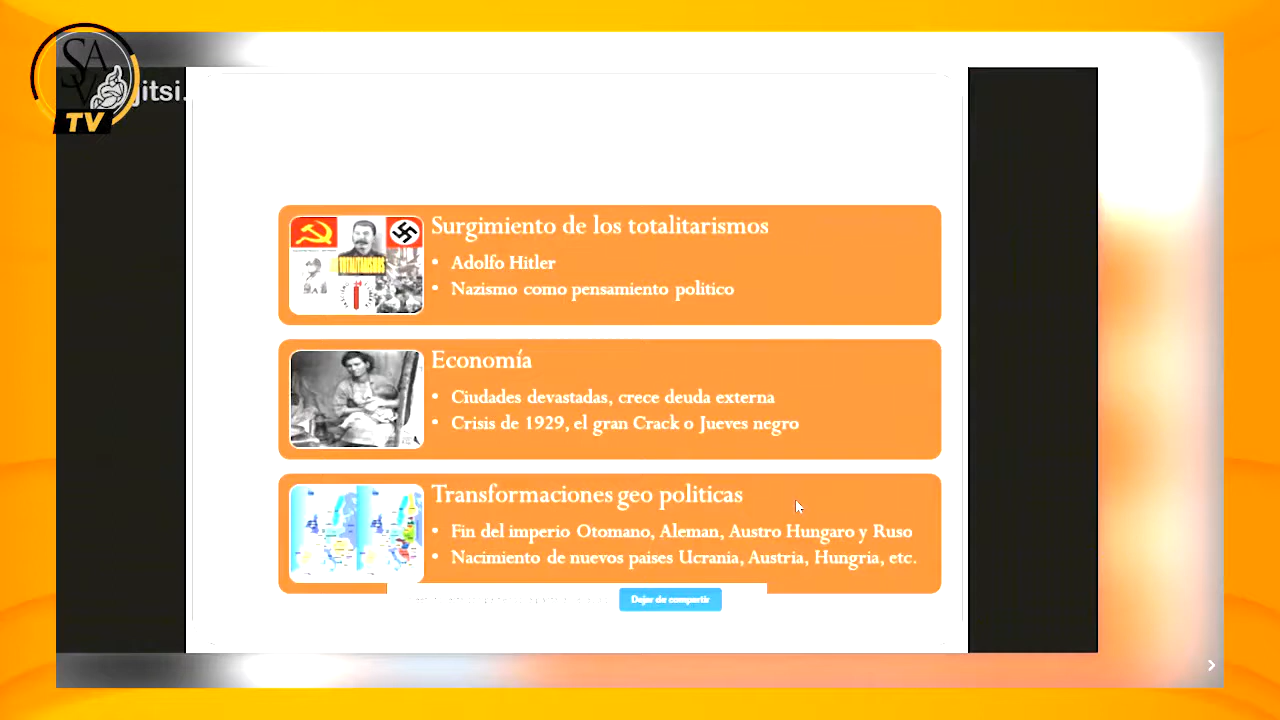 SA
V
TV
jitsi.
Surgimiento de los totalitarismos
TOTALITARISMOS
• Adolfo Hitler
• Nazismo como pensamiento politico
Economía
• Ciudades devastadas, crece deuda externa
• Crisis de 1929, el gran Crack o Jueves negro
Transformaciones geo politicas
• Fin del imperio Otomano, Aleman, Austro Hungaro y Ruso
• Nacimiento de nuevos paises Ucrania, Austria, Hungria, etc.
Dejar de compartir